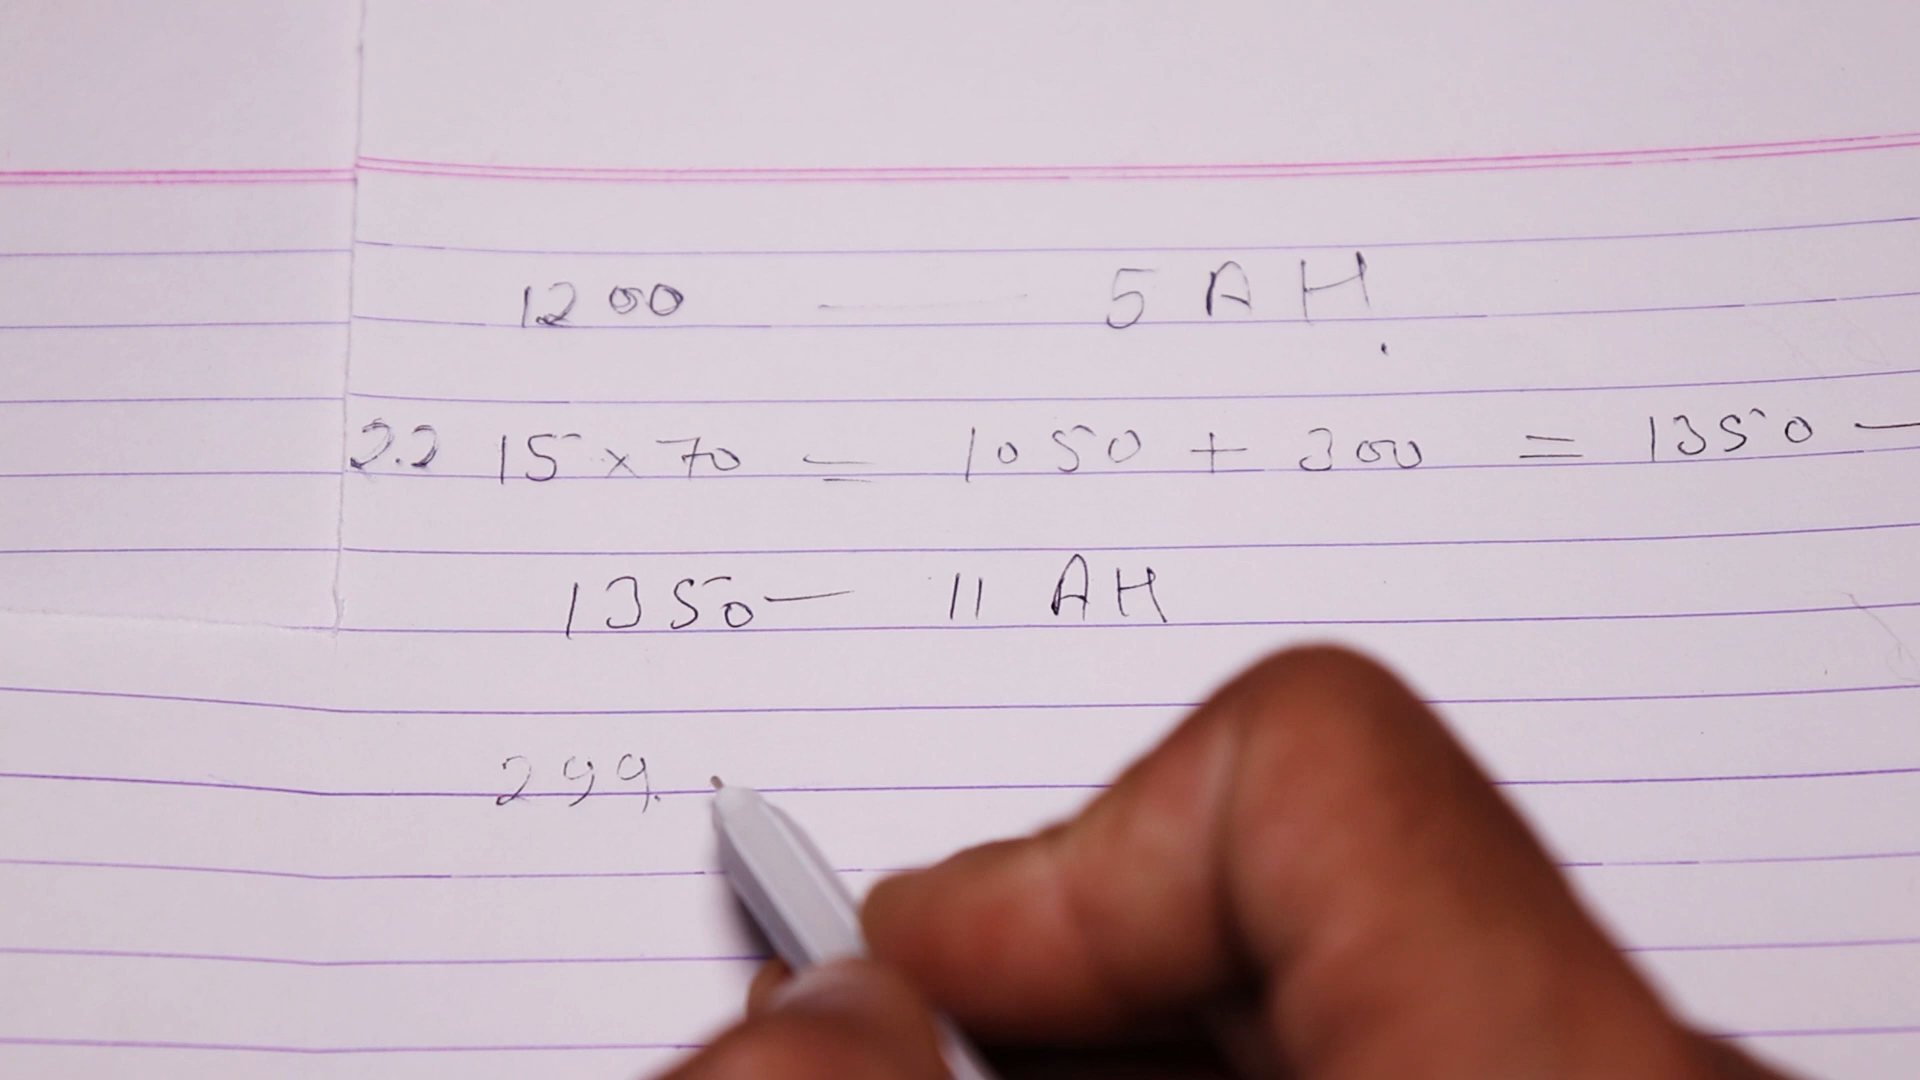 1200 — 5 AH.
2.2 15 × 70 = 1050 + 300 = 1350 —
1350 — 11 AH
299.